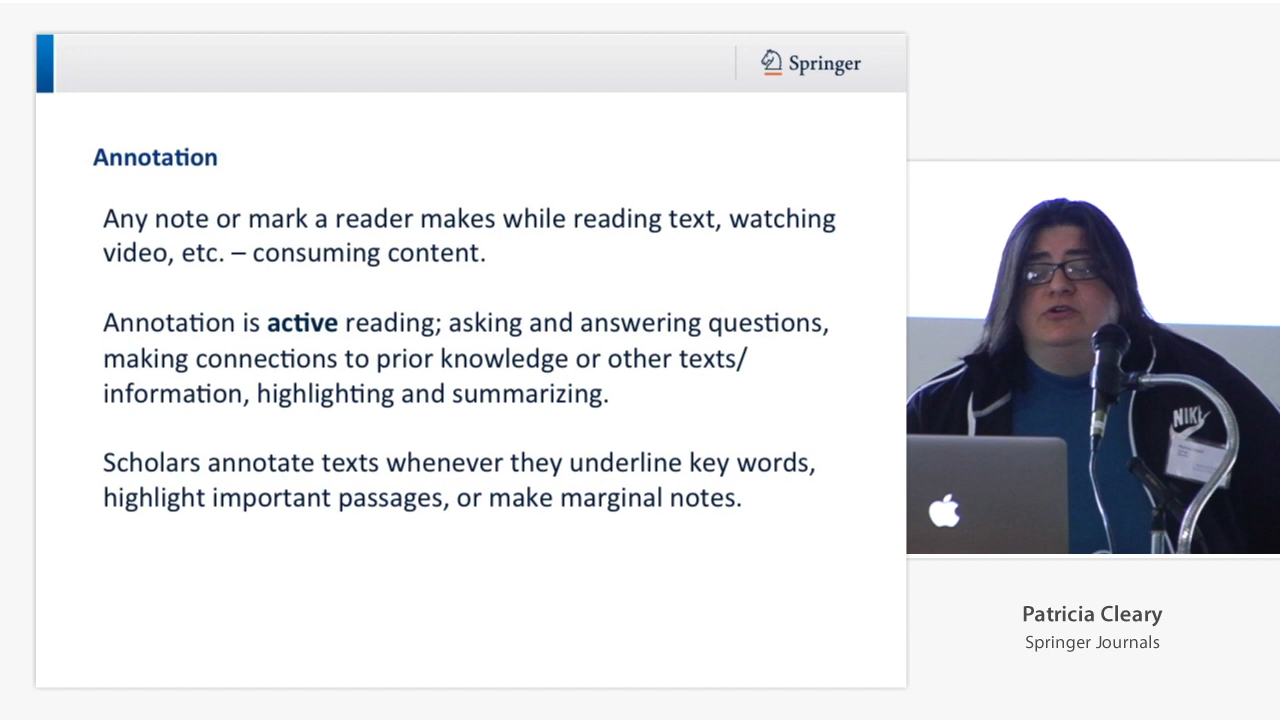 Springer
Annotation
Any note or mark a reader makes while reading text, watching
video, etc. – consuming content.
Annotation is active reading; asking and answering questions,
making connections to prior knowledge or other texts/
information, highlighting and summarizing.
Scholars annotate texts whenever they underline key words,
highlight important passages, or make marginal notes.
NIKE
Patricia Cleary
Springer Journals